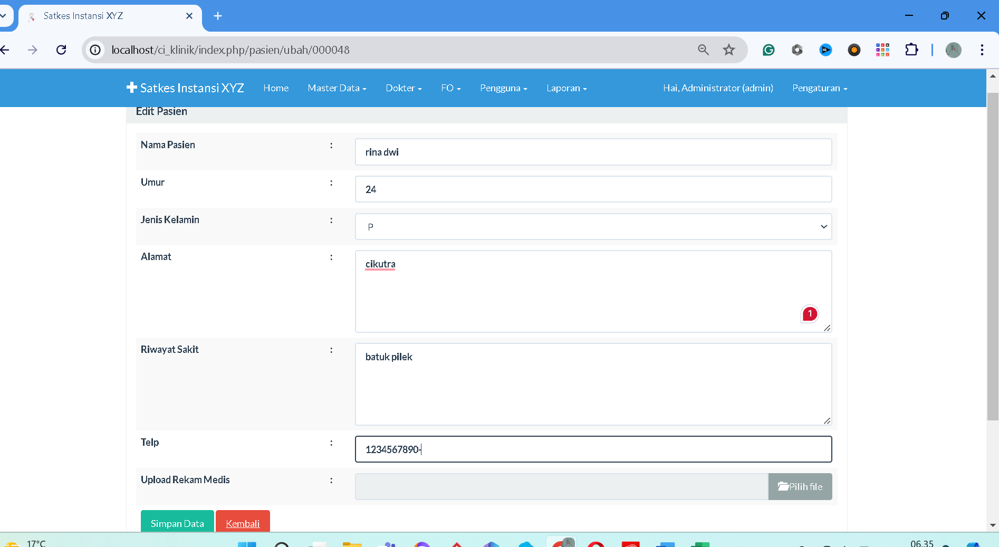 Satkes Instansi XYZ
localhost/ci_klinik/index.php/pasien/ubah/000048
Satkes Instansi XYZ Home Master Data Dokter FO Pengguna Laporan Hai, Administrator (admin) Pengaturan
Edit Pasien
Nama Pasien : rina dwi
Umur : 24
Jenis Kelamin : P
Alamat : cikutra
1
Riwayat Sakit : batuk pilek
Telp : 1234567890-
Upload Rekam Medis : Pilih file
Simpan Data Kembali
17°C 06.35